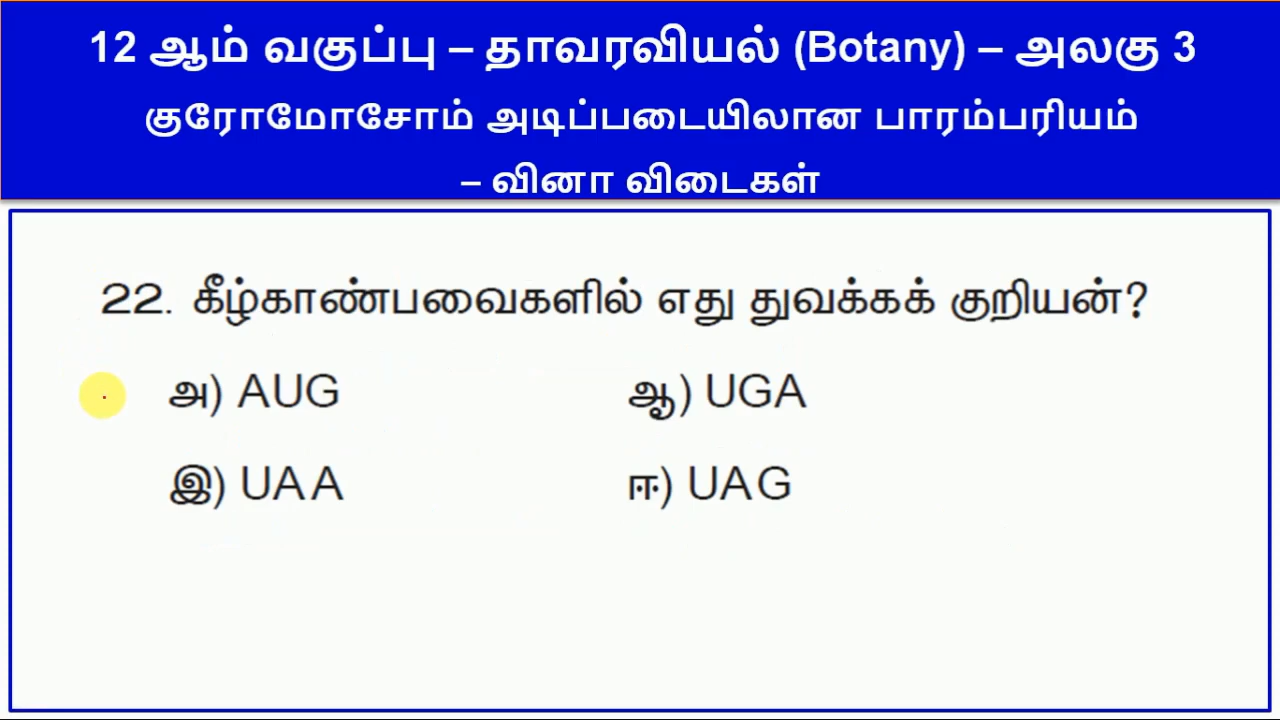 12 ஆம் வகுப்பு – தாவரவியல் (Botany) – அலகு 3
குரோமோசோம் அடிப்படையிலான பாரம்பரியம்
– வினா விடைகள்
22. கீழ்காண்பவைகளில் எது துவக்கக் குறியன்?
அ) AUG ஆ) UGA
இ) UAA ஈ) UAG